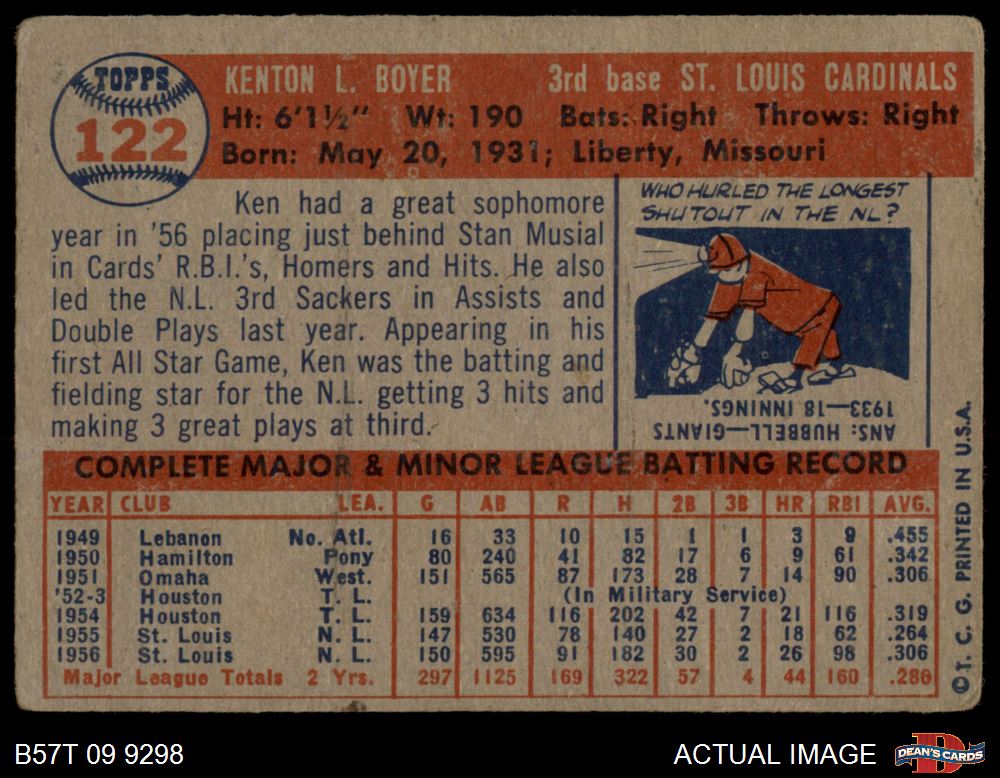 TOPPS
122
KENTON L. BOYER 3rd base ST. LOUIS CARDINALS
Ht: 6'1½" Wt: 190 Bats: Right Throws: Right
Born: May 20, 1931; Liberty, Missouri
Ken had a great sophomore
year in '56 placing just behind Stan Musial
in Cards' R.B.I.'s, Homers and Hits. He also
led the N.L. 3rd Sackers in Assists and
Double Plays last year. Appearing in his
first All Star Game, Ken was the batting and
fielding star for the N.L. getting 3 hits and
making 3 great plays at third.
WHO HURLED THE LONGEST
SHUTOUT IN THE NL?
ANS: HUBBELL—GIANTS
1933—18 INNINGS.
COMPLETE MAJOR & MINOR LEAGUE BATTING RECORD
YEAR CLUB LEA. G AB R H 2B 3B HR RBI AVG.
1949 Lebanon No. Atl. 16 33 10 15 1 1 3 9 .455
1950 Hamilton Pony 80 240 41 82 17 6 9 61 .342
1951 Omaha West. 151 565 87 173 28 7 14 90 .306
'52-3 Houston T. L. (In Military Service)
1954 Houston T. L. 159 634 116 202 42 7 21 116 .319
1955 St. Louis N. L. 147 530 78 140 27 2 18 62 .264
1956 St. Louis N. L. 150 595 91 182 30 2 26 98 .306
Major League Totals 2 Yrs. 297 1125 169 322 57 4 44 160 .286
© T. C. G. PRINTED IN U.S.A.
B57T 09 9298
ACTUAL IMAGE
D
DEAN'S CARDS